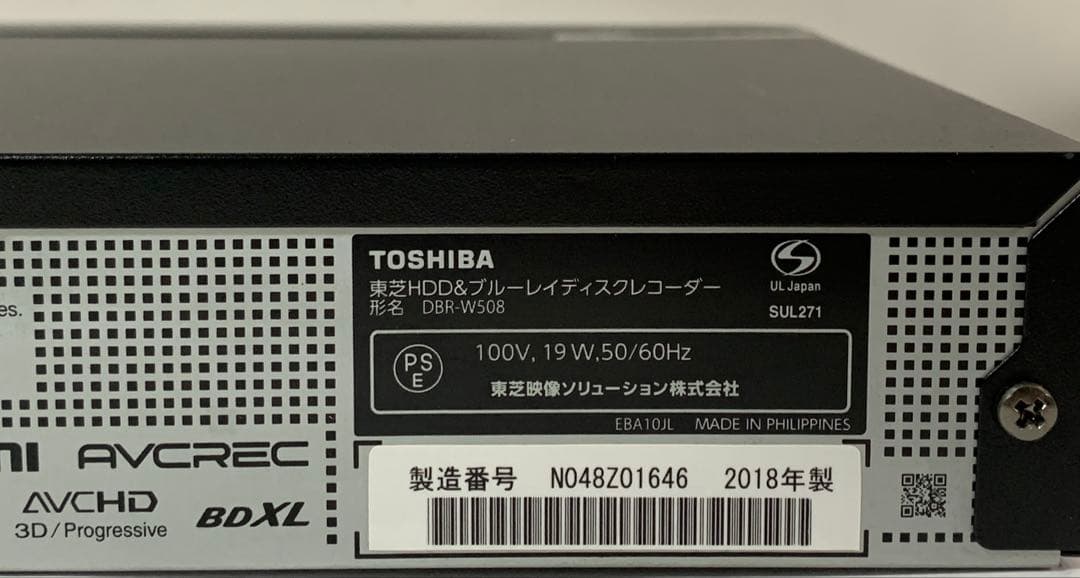 es.
TOSHIBA
東芝HDD&ブルーレイディスクレコーダー
形名 DBR-W508
UL Japan
SUL271
PS
E
100V, 19W,50/60Hz
東芝映像ソリューション株式会社
EBA10JL MADE IN PHILIPPINES
MI AVCREC
AVCHD
3D/Progressive
BDXL
製造番号 N048Z01646 2018年製